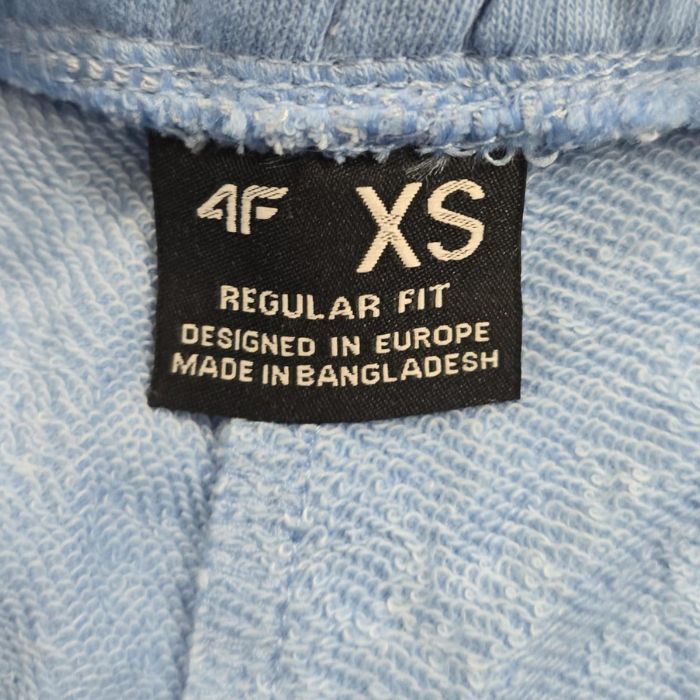 4F XS
REGULAR FIT
DESIGNED IN EUROPE
MADE IN BANGLADESH